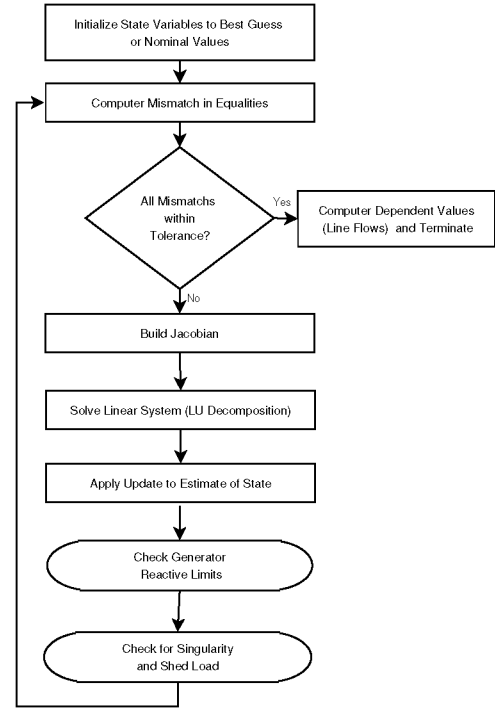 Initialize State Variables to Best Guess
or Nominal Values
Computer Mismatch in Equalities
All Mismatchs
within
Tolerance?
Yes
Computer Dependent Values
(Line Flows) and Terminate
No
Build Jacobian
Solve Linear System (LU Decomposition)
Apply Update to Estimate of State
Check Generator
Reactive Limits
Check for Singularity
and Shed Load